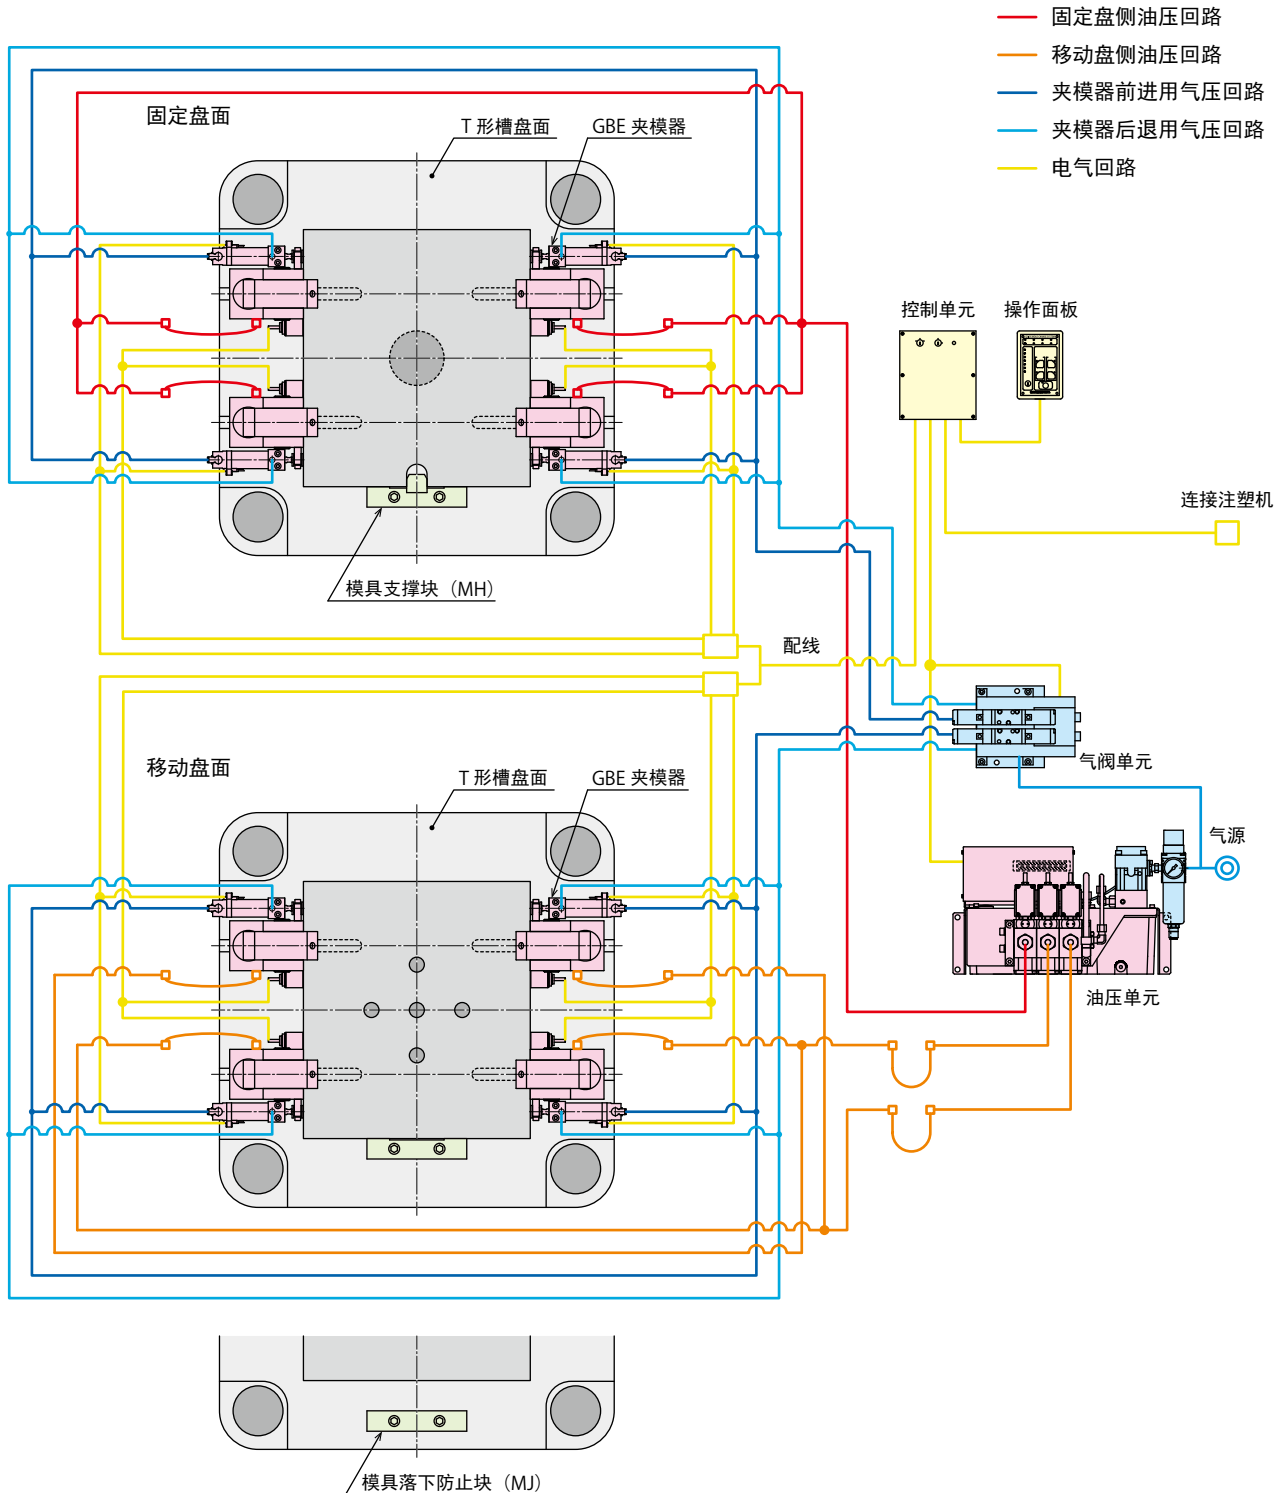 固定盘侧油压回路
移动盘侧油压回路
夹模器前进用气压回路
夹模器后退用气压回路
电气回路
固定盘面
T 形槽盘面
GBE 夹模器
控制单元
操作面板
连接注塑机
模具支撑块（MH）
配线
气阀单元
移动盘面
T 形槽盘面
GBE 夹模器
气源
油压单元
模具落下防止块（MJ）